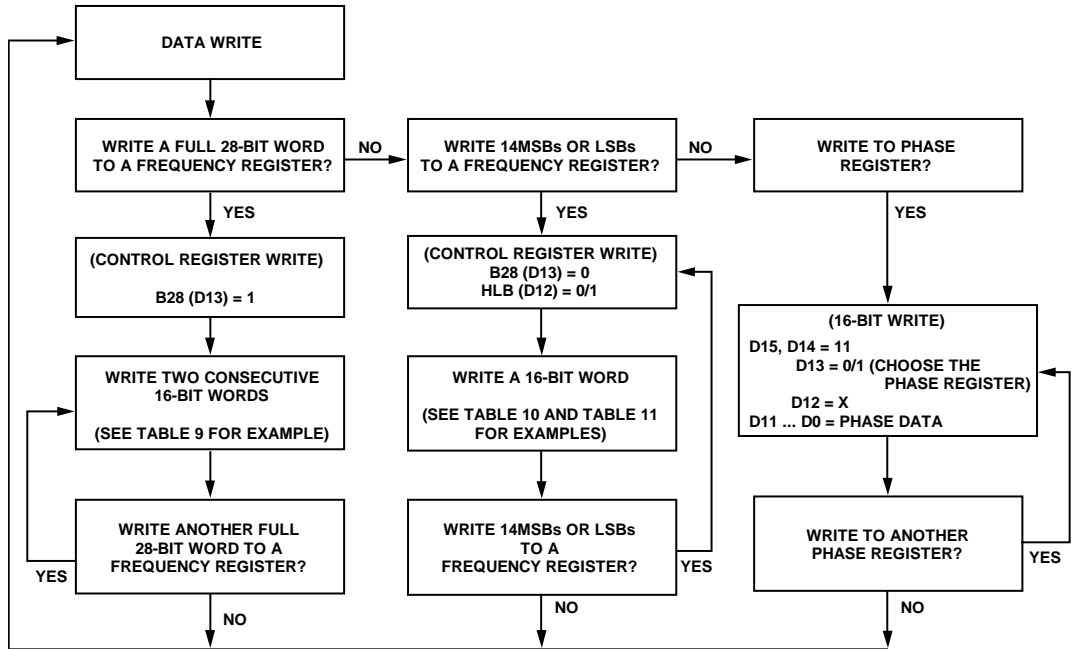 DATA WRITE
WRITE A FULL 28-BIT WORD
TO A FREQUENCY REGISTER?
NO
WRITE 14MSBs OR LSBs
TO A FREQUENCY REGISTER?
NO
WRITE TO PHASE
REGISTER?
YES
YES
YES
(CONTROL REGISTER WRITE)
B28 (D13) = 1
(CONTROL REGISTER WRITE)
B28 (D13) = 0
HLB (D12) = 0/1
(16-BIT WRITE)
D15, D14 = 11
D13 = 0/1 (CHOOSE THE
PHASE REGISTER)
D12 = X
D11 ... D0 = PHASE DATA
WRITE TWO CONSECUTIVE
16-BIT WORDS
(SEE TABLE 9 FOR EXAMPLE)
WRITE A 16-BIT WORD
(SEE TABLE 10 AND TABLE 11
FOR EXAMPLES)
WRITE ANOTHER FULL
28-BIT WORD TO A
FREQUENCY REGISTER?
YES
NO
WRITE 14MSBs OR LSBs
TO A
FREQUENCY REGISTER?
YES
NO
WRITE TO ANOTHER
PHASE REGISTER?
YES
NO